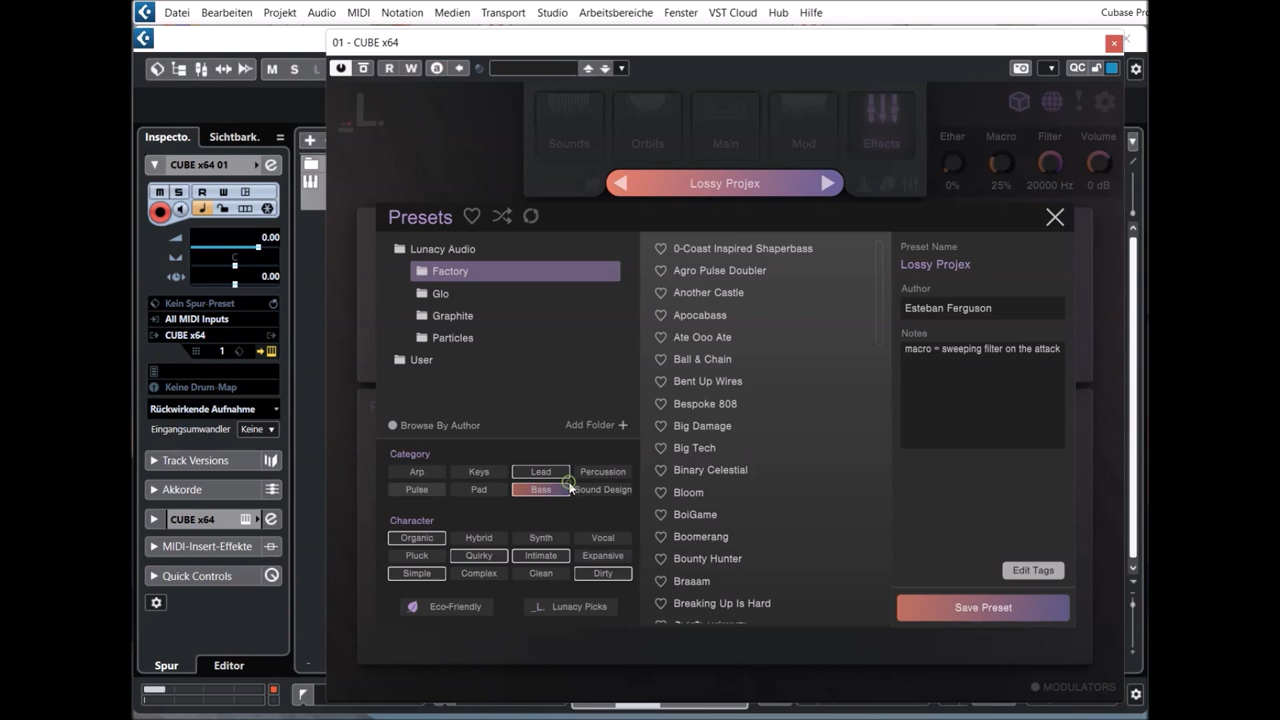 Datei Bearbeiten Projekt Audio MIDI Notation Medien Transport Studio Arbeitsbereiche Fenster VST Cloud Hub Hilfe Cubase Pro
01 - CUBE x64
M S L
R W a QC
_L.
Sounds Orbits Main Mod Effects
Ether Macro Filter Volume
0% 25% 20000 Hz 0 dB
Lossy Projex
Inspecto. Sichtbark.
CUBE x64 01
M S R W
0.00
C
0.00
Kein Spur-Preset
All MIDI Inputs
CUBE x64
1
Keine Drum-Map
Rückwirkende Aufnahme
Eingangsumwandler Keine
Track Versions
Akkorde
CUBE x64
MIDI-Insert-Effekte
Quick Controls
Spur Editor
Presets
Lunacy Audio
Factory
Glo
Graphite
Particles
User
Browse By Author Add Folder +
Category
Arp Keys Lead Percussion
Pulse Pad Bass Sound Design
Character
Organic Hybrid Synth Vocal
Pluck Quirky Intimate Expansive
Simple Complex Clean Dirty
Eco-Friendly _L. Lunacy Picks
0-Coast Inspired Shaperbass
Agro Pulse Doubler
Another Castle
Apocabass
Ate Ooo Ate
Ball & Chain
Bent Up Wires
Bespoke 808
Big Damage
Big Tech
Binary Celestial
Bloom
BoiGame
Boomerang
Bounty Hunter
Braaam
Breaking Up Is Hard
Preset Name
Lossy Projex
Author
Esteban Ferguson
Notes
macro = sweeping filter on the attack
Edit Tags
Save Preset
MODULATORS